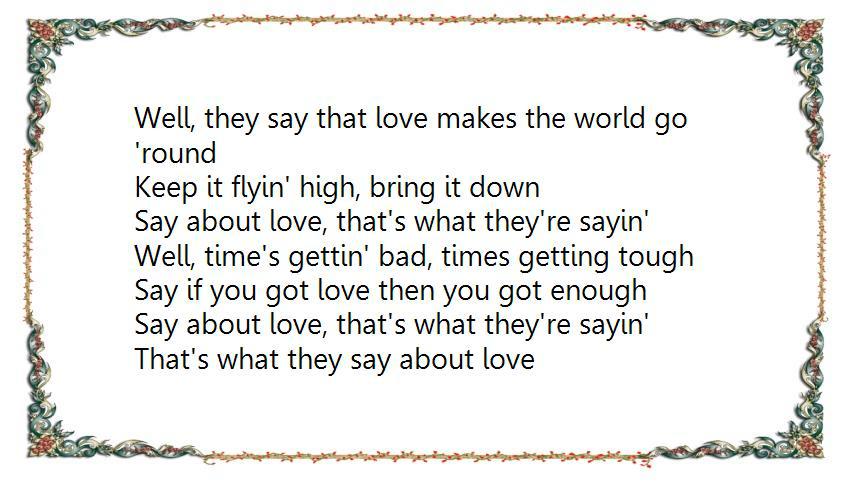 Well, they say that love makes the world go
'round
Keep it flyin' high, bring it down
Say about love, that's what they're sayin'
Well, time's gettin' bad, times getting tough
Say if you got love then you got enough
Say about love, that's what they're sayin'
That's what they say about love